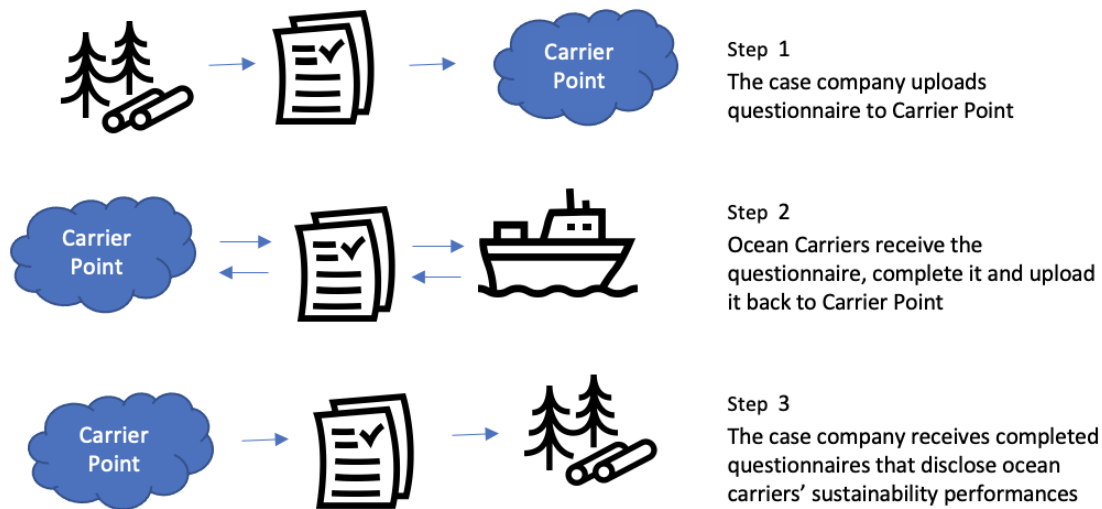 Carrier
Point
Step 1
The case company uploads
questionnaire to Carrier Point
Carrier
Point
Step 2
Ocean Carriers receive the
questionnaire, complete it and upload
it back to Carrier Point
Carrier
Point
Step 3
The case company receives completed
questionnaires that disclose ocean
carriers’ sustainability performances